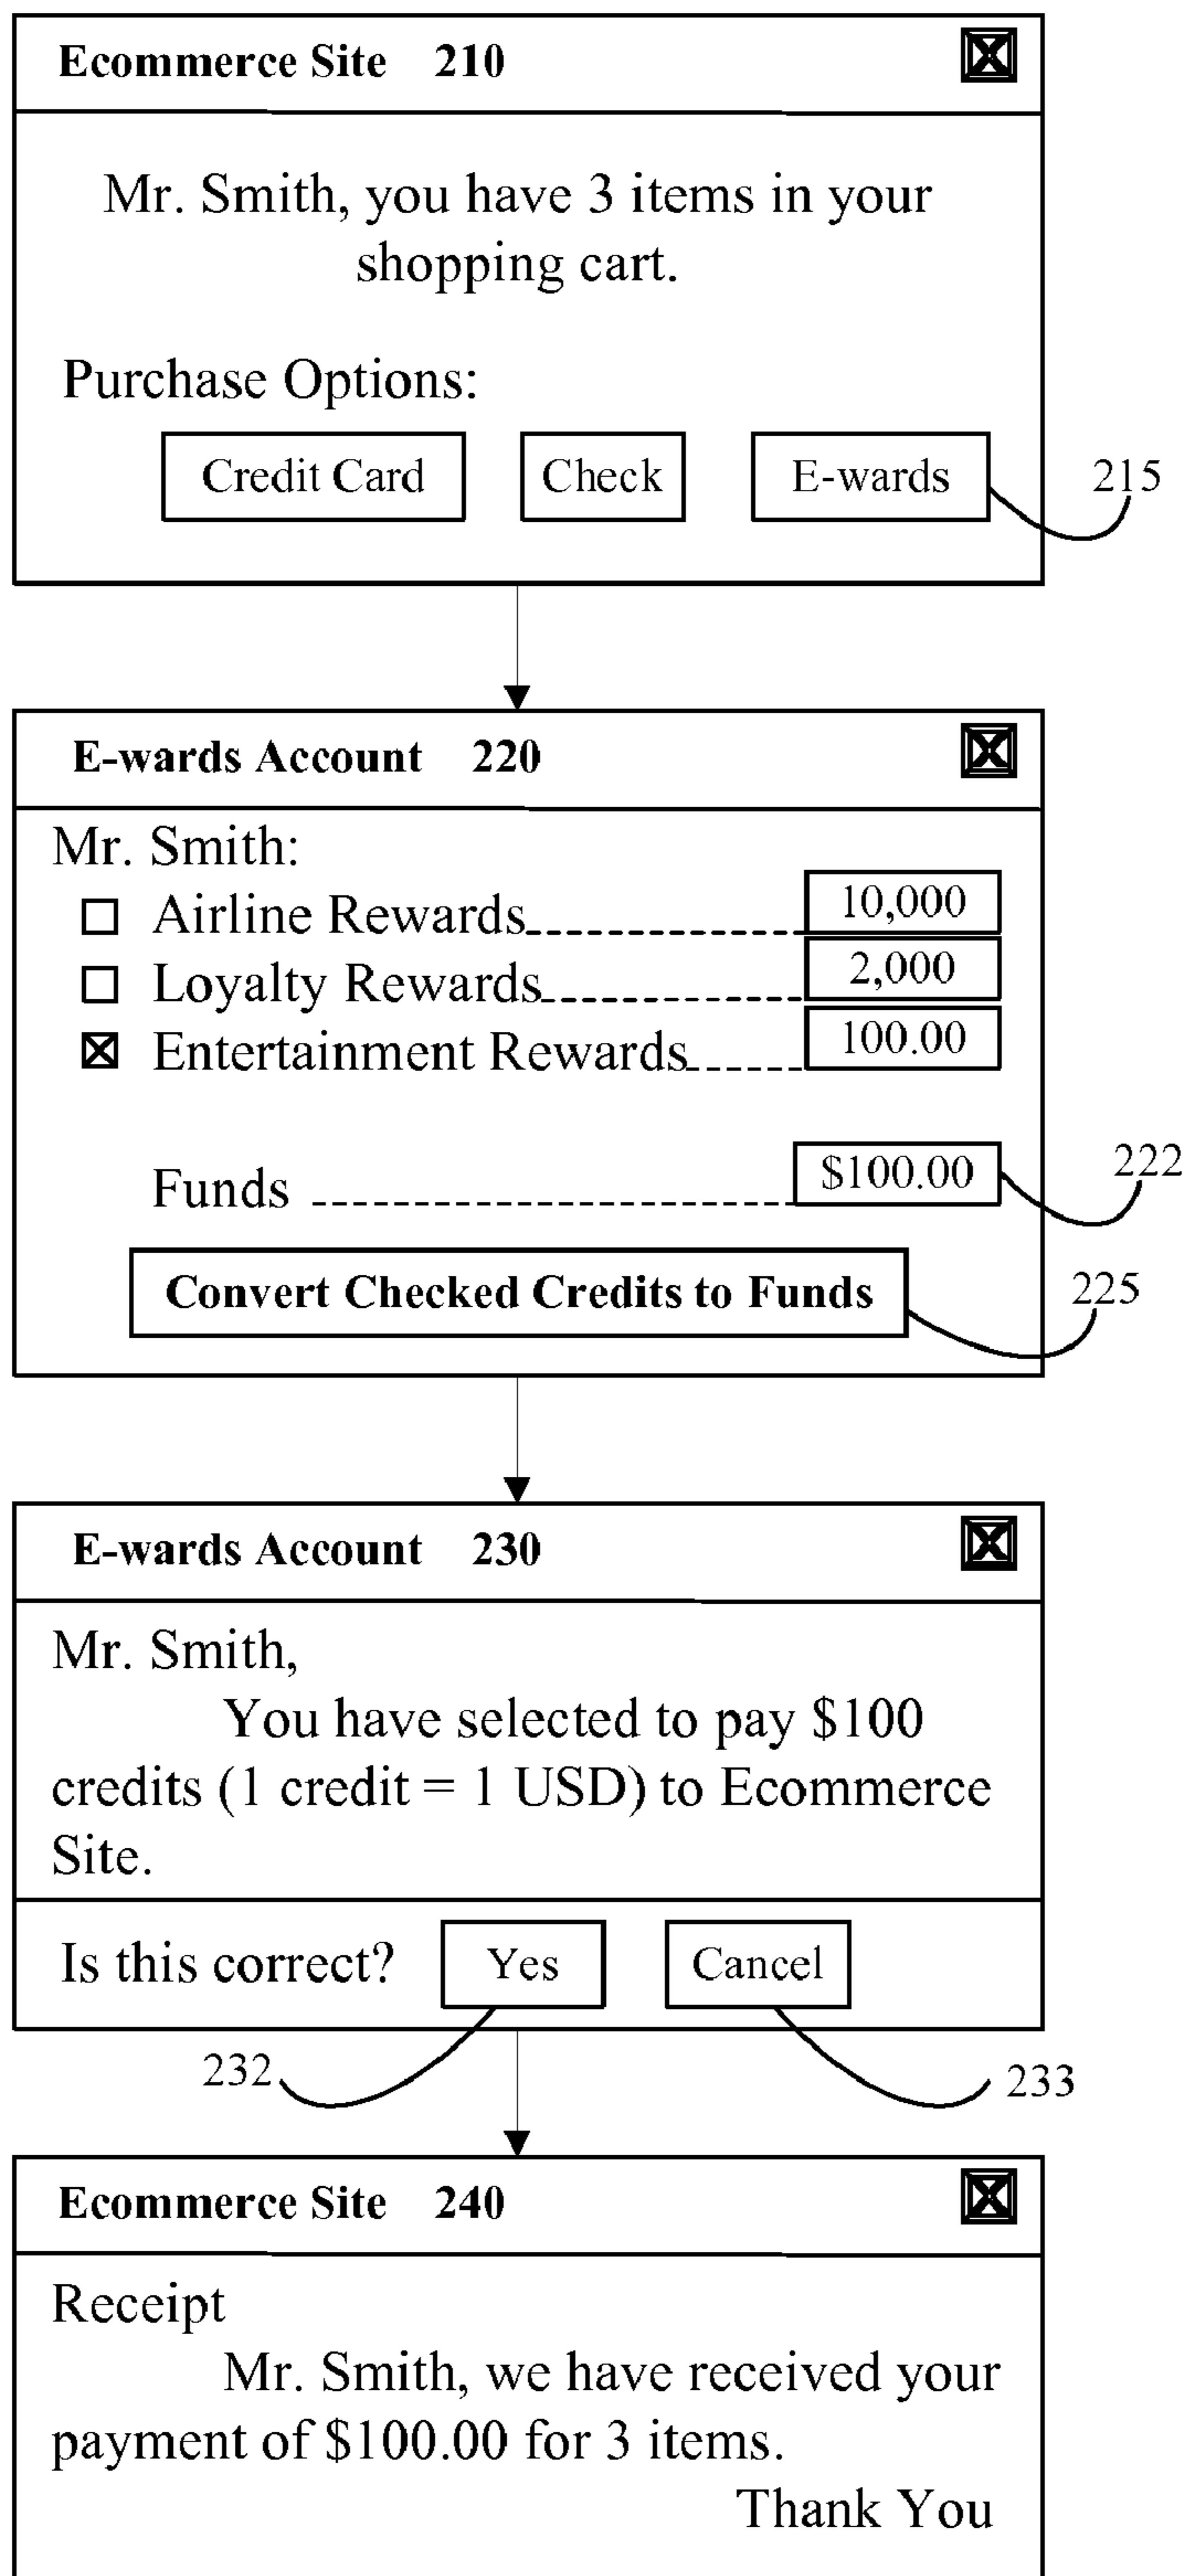 Ecommerce Site 210
Mr. Smith, you have 3 items in your
shopping cart.
Purchase Options:
Credit Card Check E-wards 215
E-wards Account 220
Mr. Smith:
Airline Rewards 10,000
Loyalty Rewards 2,000
Entertainment Rewards 100.00
Funds $100.00 222
Convert Checked Credits to Funds 225
E-wards Account 230
Mr. Smith,
You have selected to pay $100
credits (1 credit = 1 USD) to Ecommerce
Site.
Is this correct? Yes Cancel
232 233
Ecommerce Site 240
Receipt
Mr. Smith, we have received your
payment of $100.00 for 3 items.
Thank You